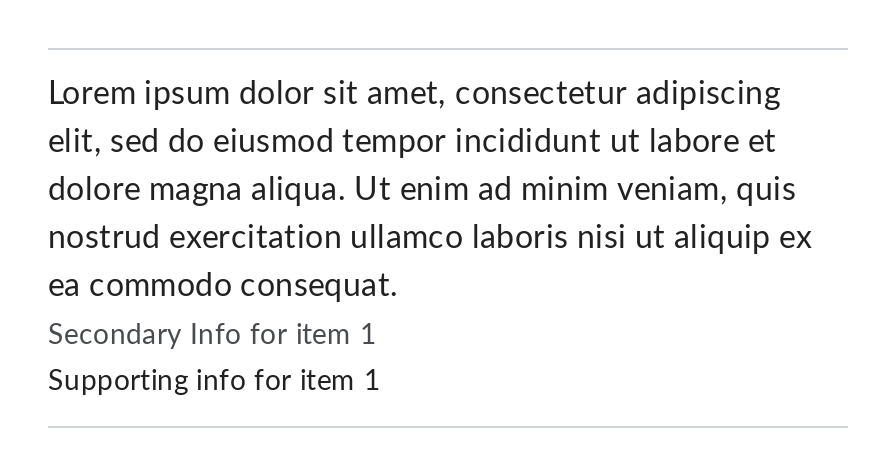 Lorem ipsum dolor sit amet, consectetur adipiscing
elit, sed do eiusmod tempor incididunt ut labore et
dolore magna aliqua. Ut enim ad minim veniam, quis
nostrud exercitation ullamco laboris nisi ut aliquip ex
ea commodo consequat.
Secondary Info for item 1
Supporting info for item 1